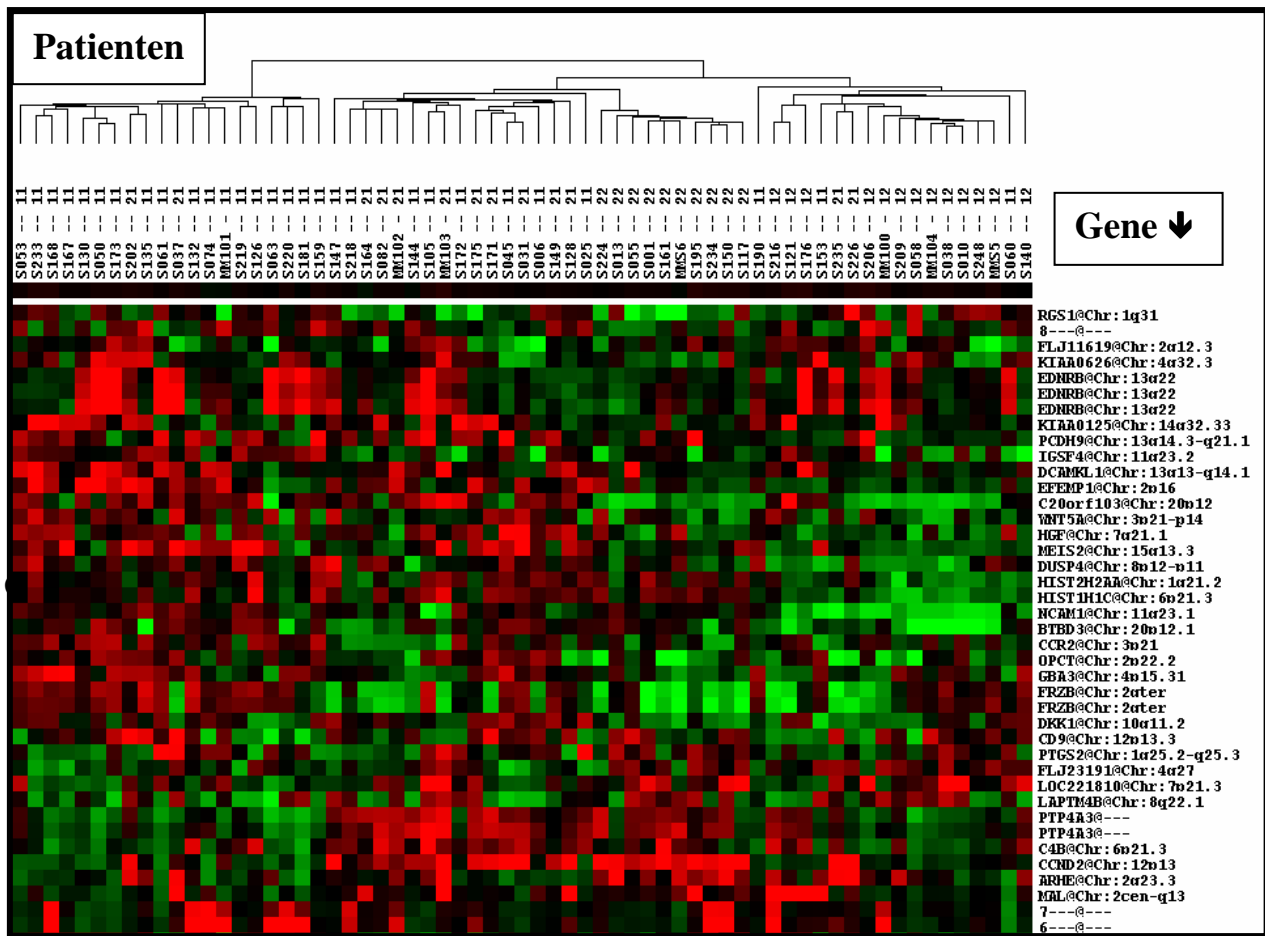 Patienten
S053 --- 11
S233 --- 11
S168 --- 11
S167 --- 11
S130 --- 11
S050 --- 11
S173 --- 11
S202 --- 21
S135 --- 11
S061 --- 11
S037 --- 21
S132 --- 11
S074 --- 11
MM101 --- 11
S219 --- 11
S126 --- 11
S063 --- 11
S220 --- 11
S181 --- 11
S159 --- 11
S147 --- 11
S218 --- 21
S164 --- 21
S082 --- 11
MM102 --- 21
S144 --- 11
S105 --- 11
MM103 --- 21
S172 --- 11
S175 --- 21
S171 --- 21
S045 --- 11
S031 --- 21
S006 --- 11
S149 --- 11
S128 --- 21
S025 --- 11
S224 --- 22
S013 --- 22
S055 --- 22
S001 --- 22
S161 --- 22
MMS6 --- 22
S195 --- 22
S234 --- 22
S150 --- 22
S117 --- 22
S190 --- 11
S216 --- 12
S121 --- 12
S176 --- 12
S153 --- 11
S235 --- 21
S226 --- 21
S206 --- 12
MM100 --- 12
S209 --- 12
S058 --- 12
MM104 --- 12
S038 --- 12
S010 --- 12
S248 --- 12
MMS5 --- 12
S060 --- 11
S140 --- 12
Gene 🡻
RGS1@Chr:1q31
8---@---
FLJ11619@Chr:2q12.3
KIAA0626@Chr:4q32.3
EDNRB@Chr:13q22
EDNRB@Chr:13q22
EDNRB@Chr:13q22
KIAA0125@Chr:14q32.33
PCDH9@Chr:13q14.3-q21.1
IGSF4@Chr:11q23.2
DCAMKL1@Chr:13q13-q14.1
EFEMP1@Chr:2p16
C20orf103@Chr:20p12
WNT5A@Chr:3p21-p14
HGF@Chr:7q21.1
MEIS2@Chr:15q13.3
DUSP4@Chr:8p12-p11
HIST2H2AA@Chr:1q21.2
HIST1H1C@Chr:6p21.3
NCAM1@Chr:11q23.1
BTBD3@Chr:20p12.1
CCR2@Chr:3p21
QPCT@Chr:2p22.2
GBA3@Chr:4p15.31
FRZB@Chr:2qter
FRZB@Chr:2qter
DKK1@Chr:10q11.2
CD9@Chr:12p13.3
PTGS2@Chr:1q25.2-q25.3
FLJ23191@Chr:4q27
LOC221810@Chr:7p21.3
LAPTM4B@Chr:8q22.1
PTP4A3@---
PTP4A3@---
C4B@Chr:6p21.3
CCND2@Chr:12p13
ARHE@Chr:2q23.3
MAL@Chr:2cen-q13
7---@---
6---@---